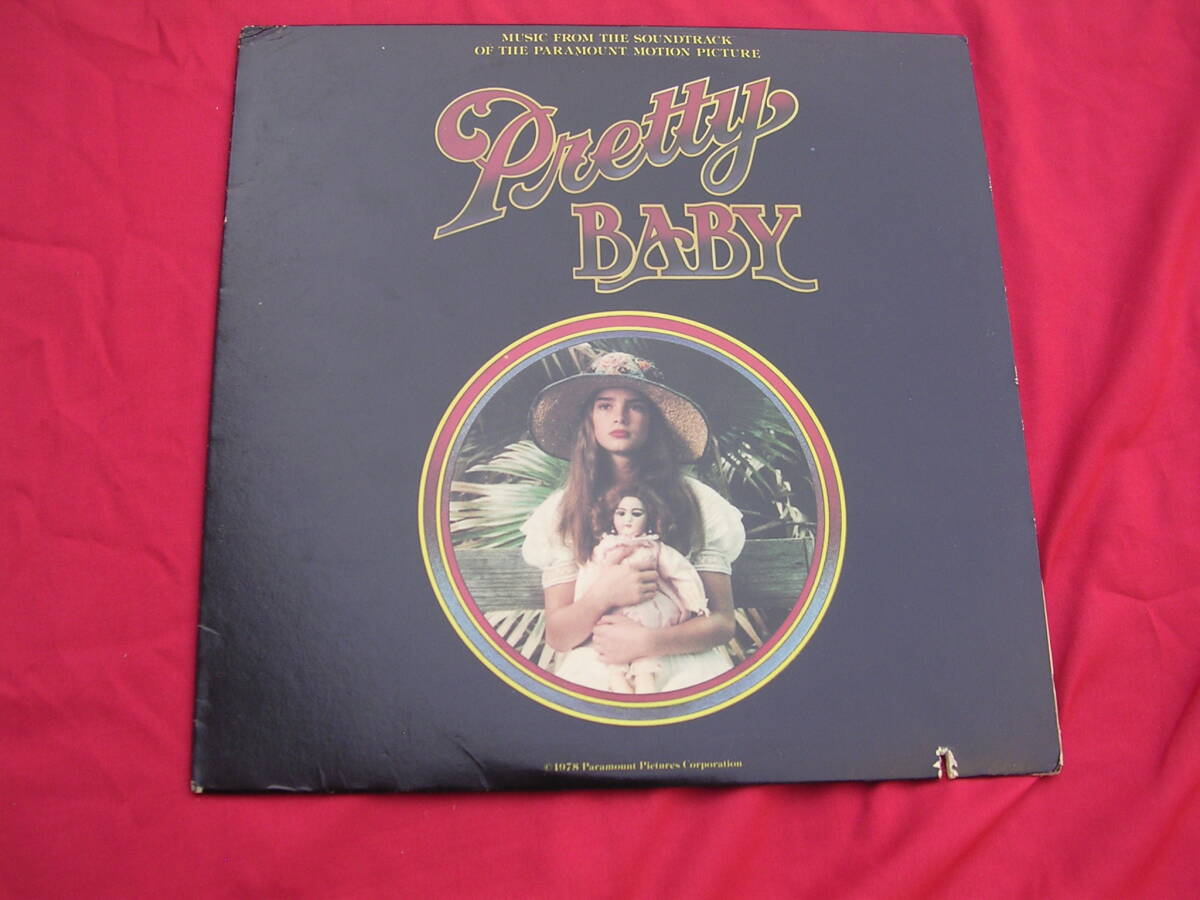 MUSIC FROM THE SOUNDTRACK
OF THE PARAMOUNT MOTION PICTURE
Pretty
BABY
©1978 Paramount Pictures Corporation